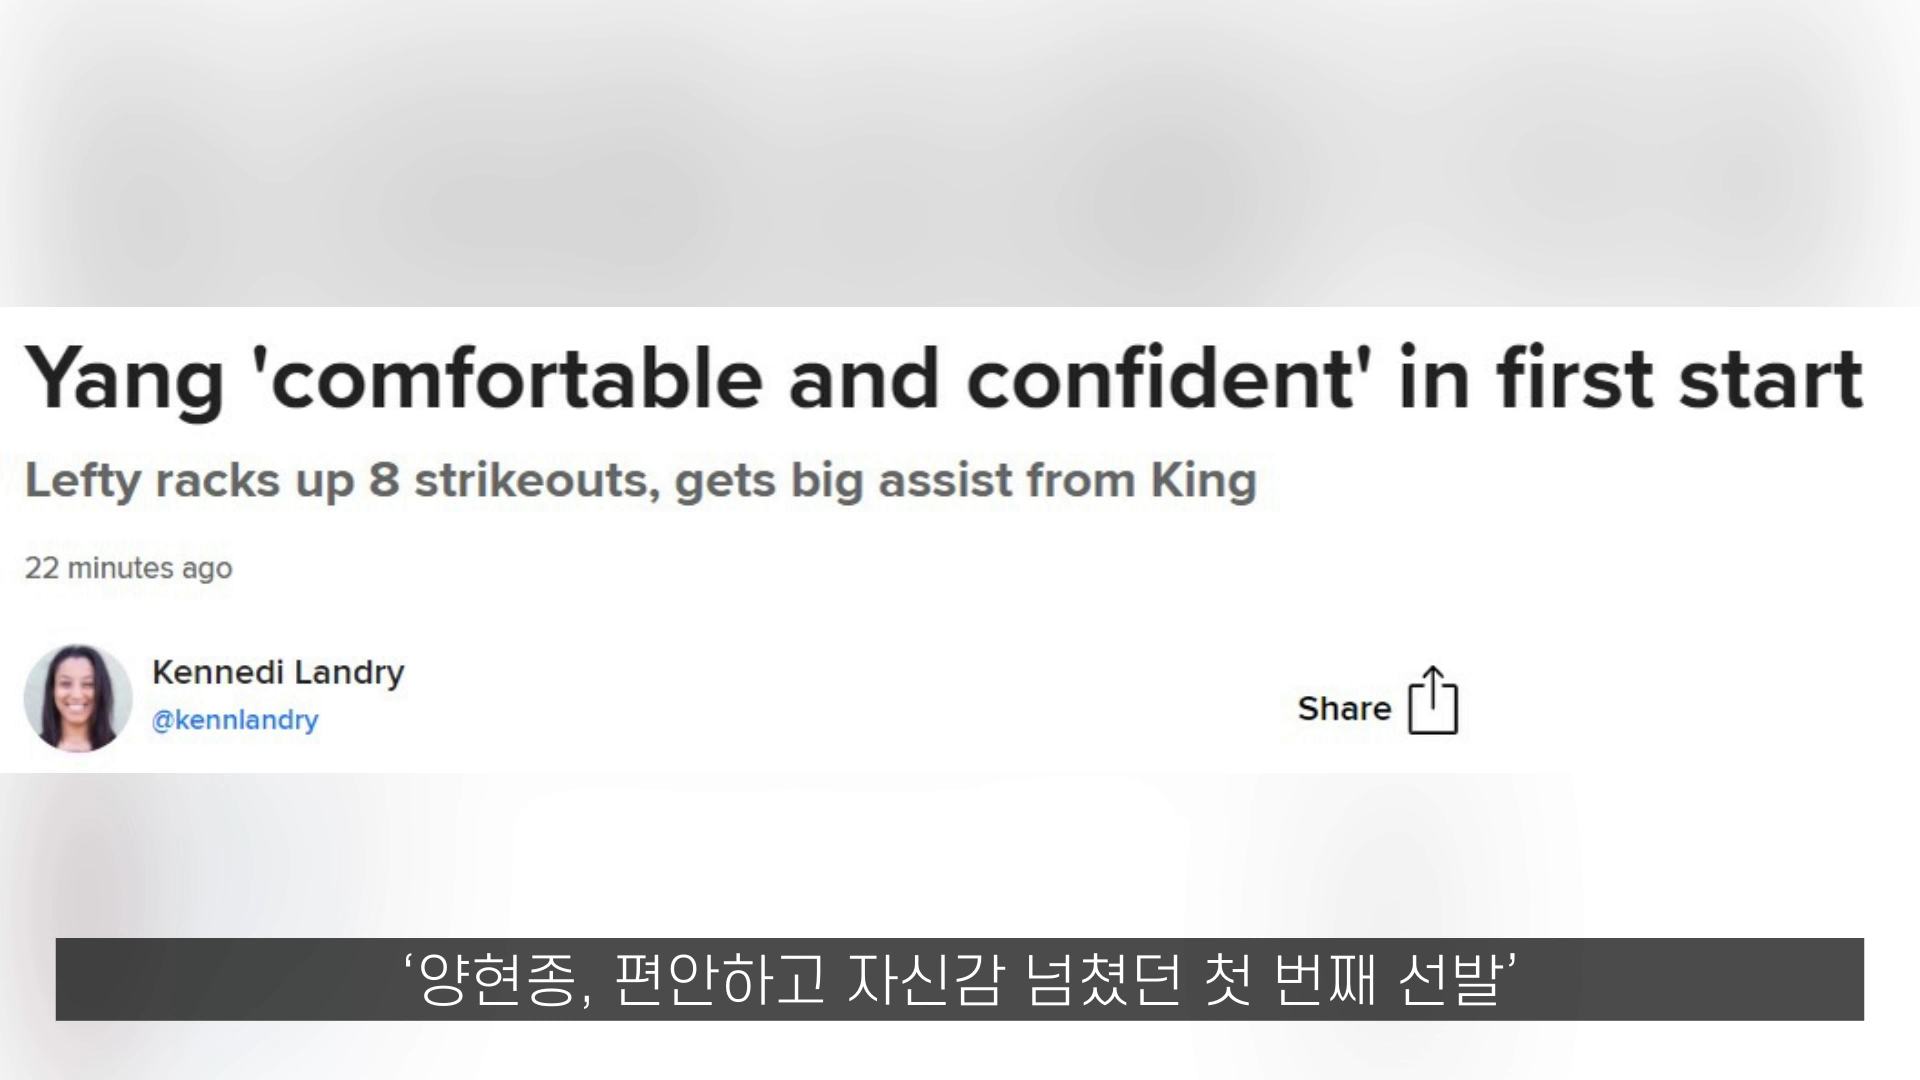 Yang 'comfortable and confident' in first start
Lefty racks up 8 strikeouts, gets big assist from King
22 minutes ago
Kennedi Landry
@kennlandry
Share
‘양현종, 편안하고 자신감 넘쳤던 첫 번째 선발’